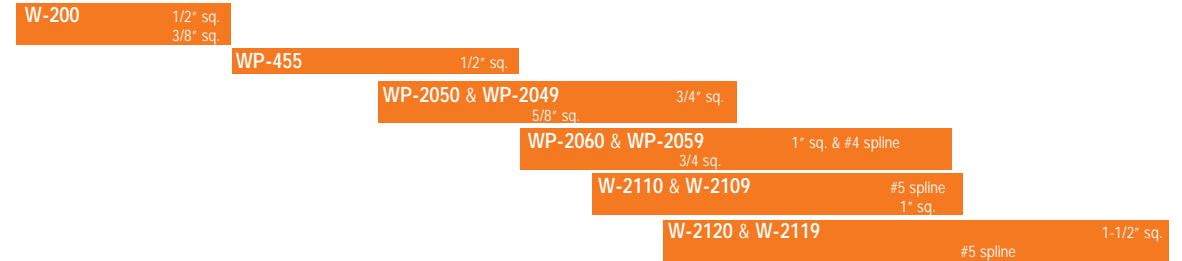 W-200 1/2″ sq.
3/8″ sq.
WP-455 1/2″ sq.
WP-2050 & WP-2049 3/4″ sq.
5/8″ sq.
WP-2060 & WP-2059 1″ sq. & #4 spline
3/4 sq.
W-2110 & W-2109 #5 spline
1″ sq.
W-2120 & W-2119 1-1/2″ sq.
#5 spline